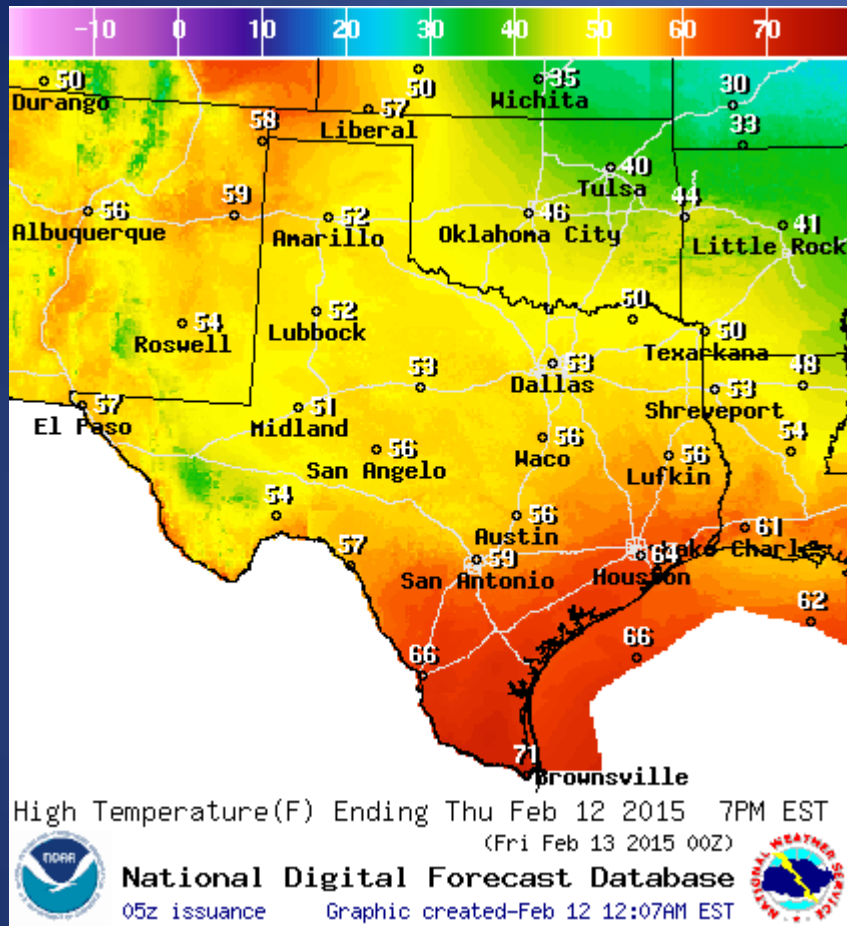 -10 0 10 20 30 40 50 60 70
50
Durango
50
35
Wichita
30
57
Liberal
58
33
40
Tulsa
56
Albuquerque
59
52
Amarillo
46
Oklahoma City
44
41
Little Rock
54
Roswell
52
Lubbock
50
50
Texarkana
53
53
Dallas
48
53
Shreveport
57
El Paso
51
Midland
56
San Angelo
56
Waco
56
Lufkin
54
54
56
Austin
61
Lake Charles
57
59
San Antonio
64
Houston
62
66
66
71
Brownsville
High Temperature(F) Ending Thu Feb 12 2015 7PM EST
(Fri Feb 13 2015 00Z)
National Digital Forecast Database
05z issuance Graphic created-Feb 12 12:07AM EST
NOAA
NATIONAL WEATHER SERVICE